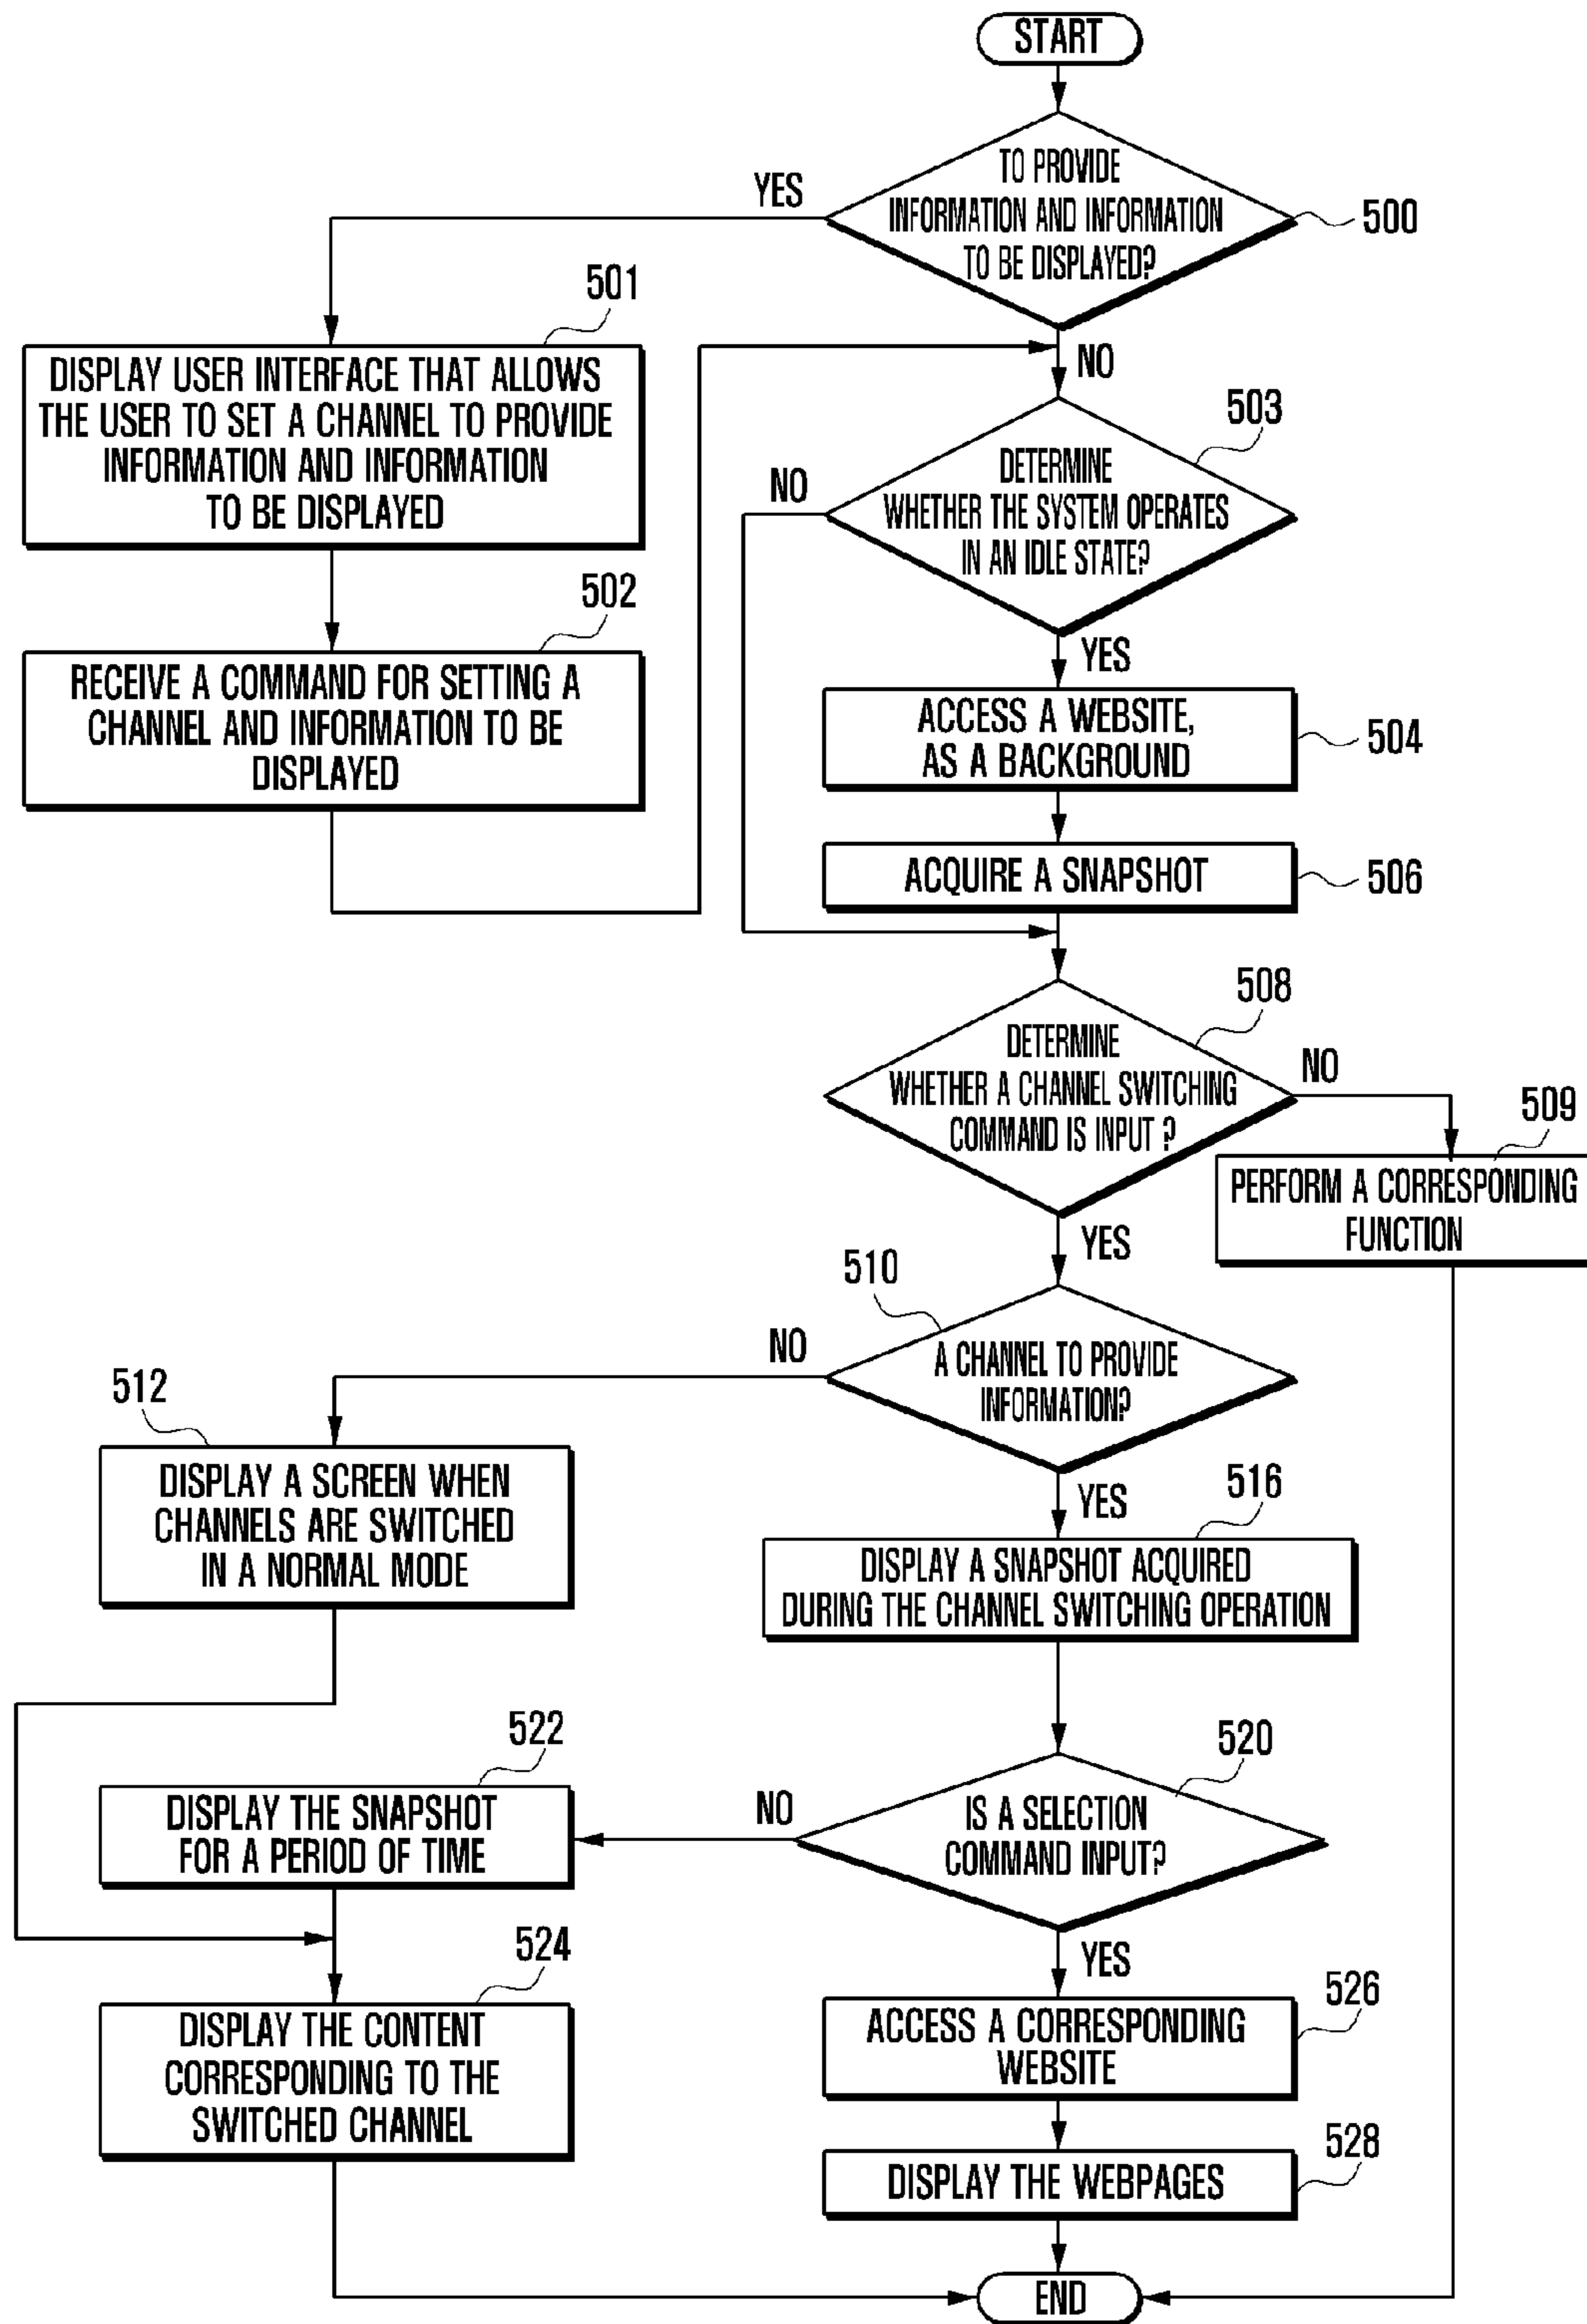 START
TO PROVIDE
INFORMATION AND INFORMATION
TO BE DISPLAYED?
500
YES
NO
501
DISPLAY USER INTERFACE THAT ALLOWS
THE USER TO SET A CHANNEL TO PROVIDE
INFORMATION AND INFORMATION
TO BE DISPLAYED
502
RECEIVE A COMMAND FOR SETTING A
CHANNEL AND INFORMATION TO BE
DISPLAYED
503
DETERMINE
WHETHER THE SYSTEM OPERATES
IN AN IDLE STATE?
NO
YES
ACCESS A WEBSITE,
AS A BACKGROUND
504
ACQUIRE A SNAPSHOT
506
508
DETERMINE
WHETHER A CHANNEL SWITCHING
COMMAND IS INPUT ?
NO
509
PERFORM A CORRESPONDING
FUNCTION
YES
510
A CHANNEL TO PROVIDE
INFORMATION?
NO
512
DISPLAY A SCREEN WHEN
CHANNELS ARE SWITCHED
IN A NORMAL MODE
YES
516
DISPLAY A SNAPSHOT ACQUIRED
DURING THE CHANNEL SWITCHING OPERATION
520
IS A SELECTION
COMMAND INPUT?
NO
522
DISPLAY THE SNAPSHOT
FOR A PERIOD OF TIME
524
DISPLAY THE CONTENT
CORRESPONDING TO THE
SWITCHED CHANNEL
YES
526
ACCESS A CORRESPONDING
WEBSITE
528
DISPLAY THE WEBPAGES
END